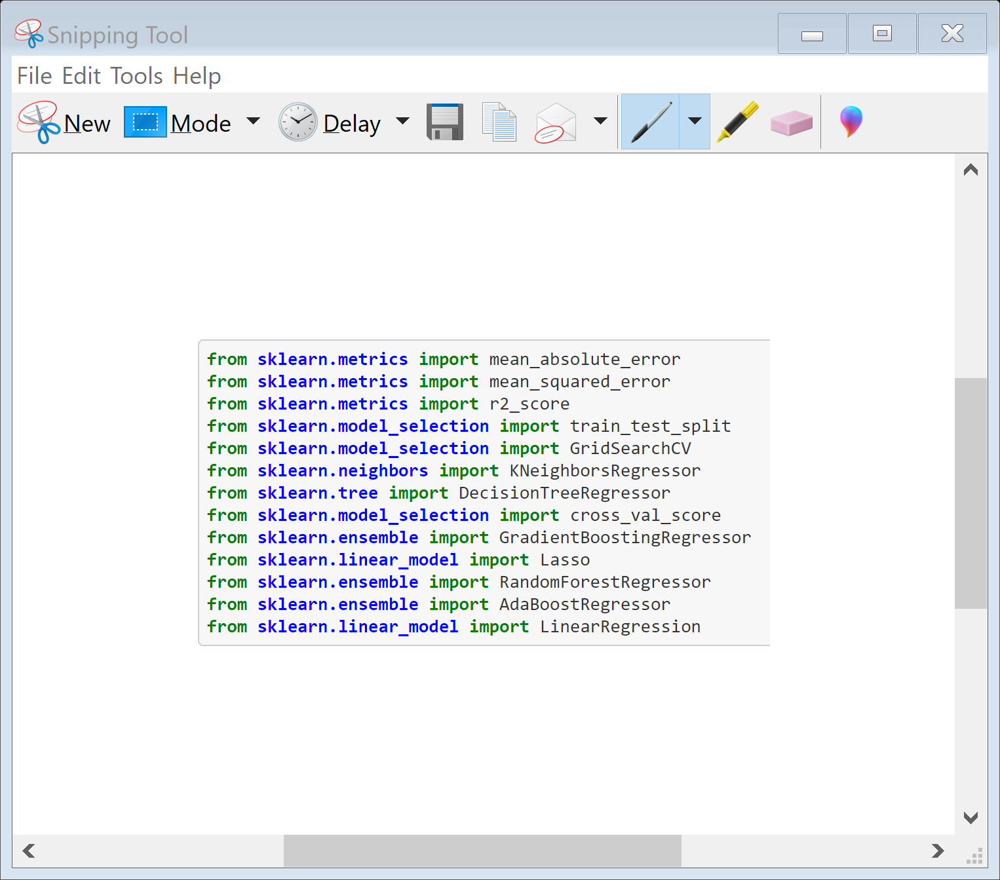 Snipping Tool
File Edit Tools Help
New Mode Delay
from sklearn.metrics import mean_absolute_error
from sklearn.metrics import mean_squared_error
from sklearn.metrics import r2_score
from sklearn.model_selection import train_test_split
from sklearn.model_selection import GridSearchCV
from sklearn.neighbors import KNeighborsRegressor
from sklearn.tree import DecisionTreeRegressor
from sklearn.model_selection import cross_val_score
from sklearn.ensemble import GradientBoostingRegressor
from sklearn.linear_model import Lasso
from sklearn.ensemble import RandomForestRegressor
from sklearn.ensemble import AdaBoostRegressor
from sklearn.linear_model import LinearRegression